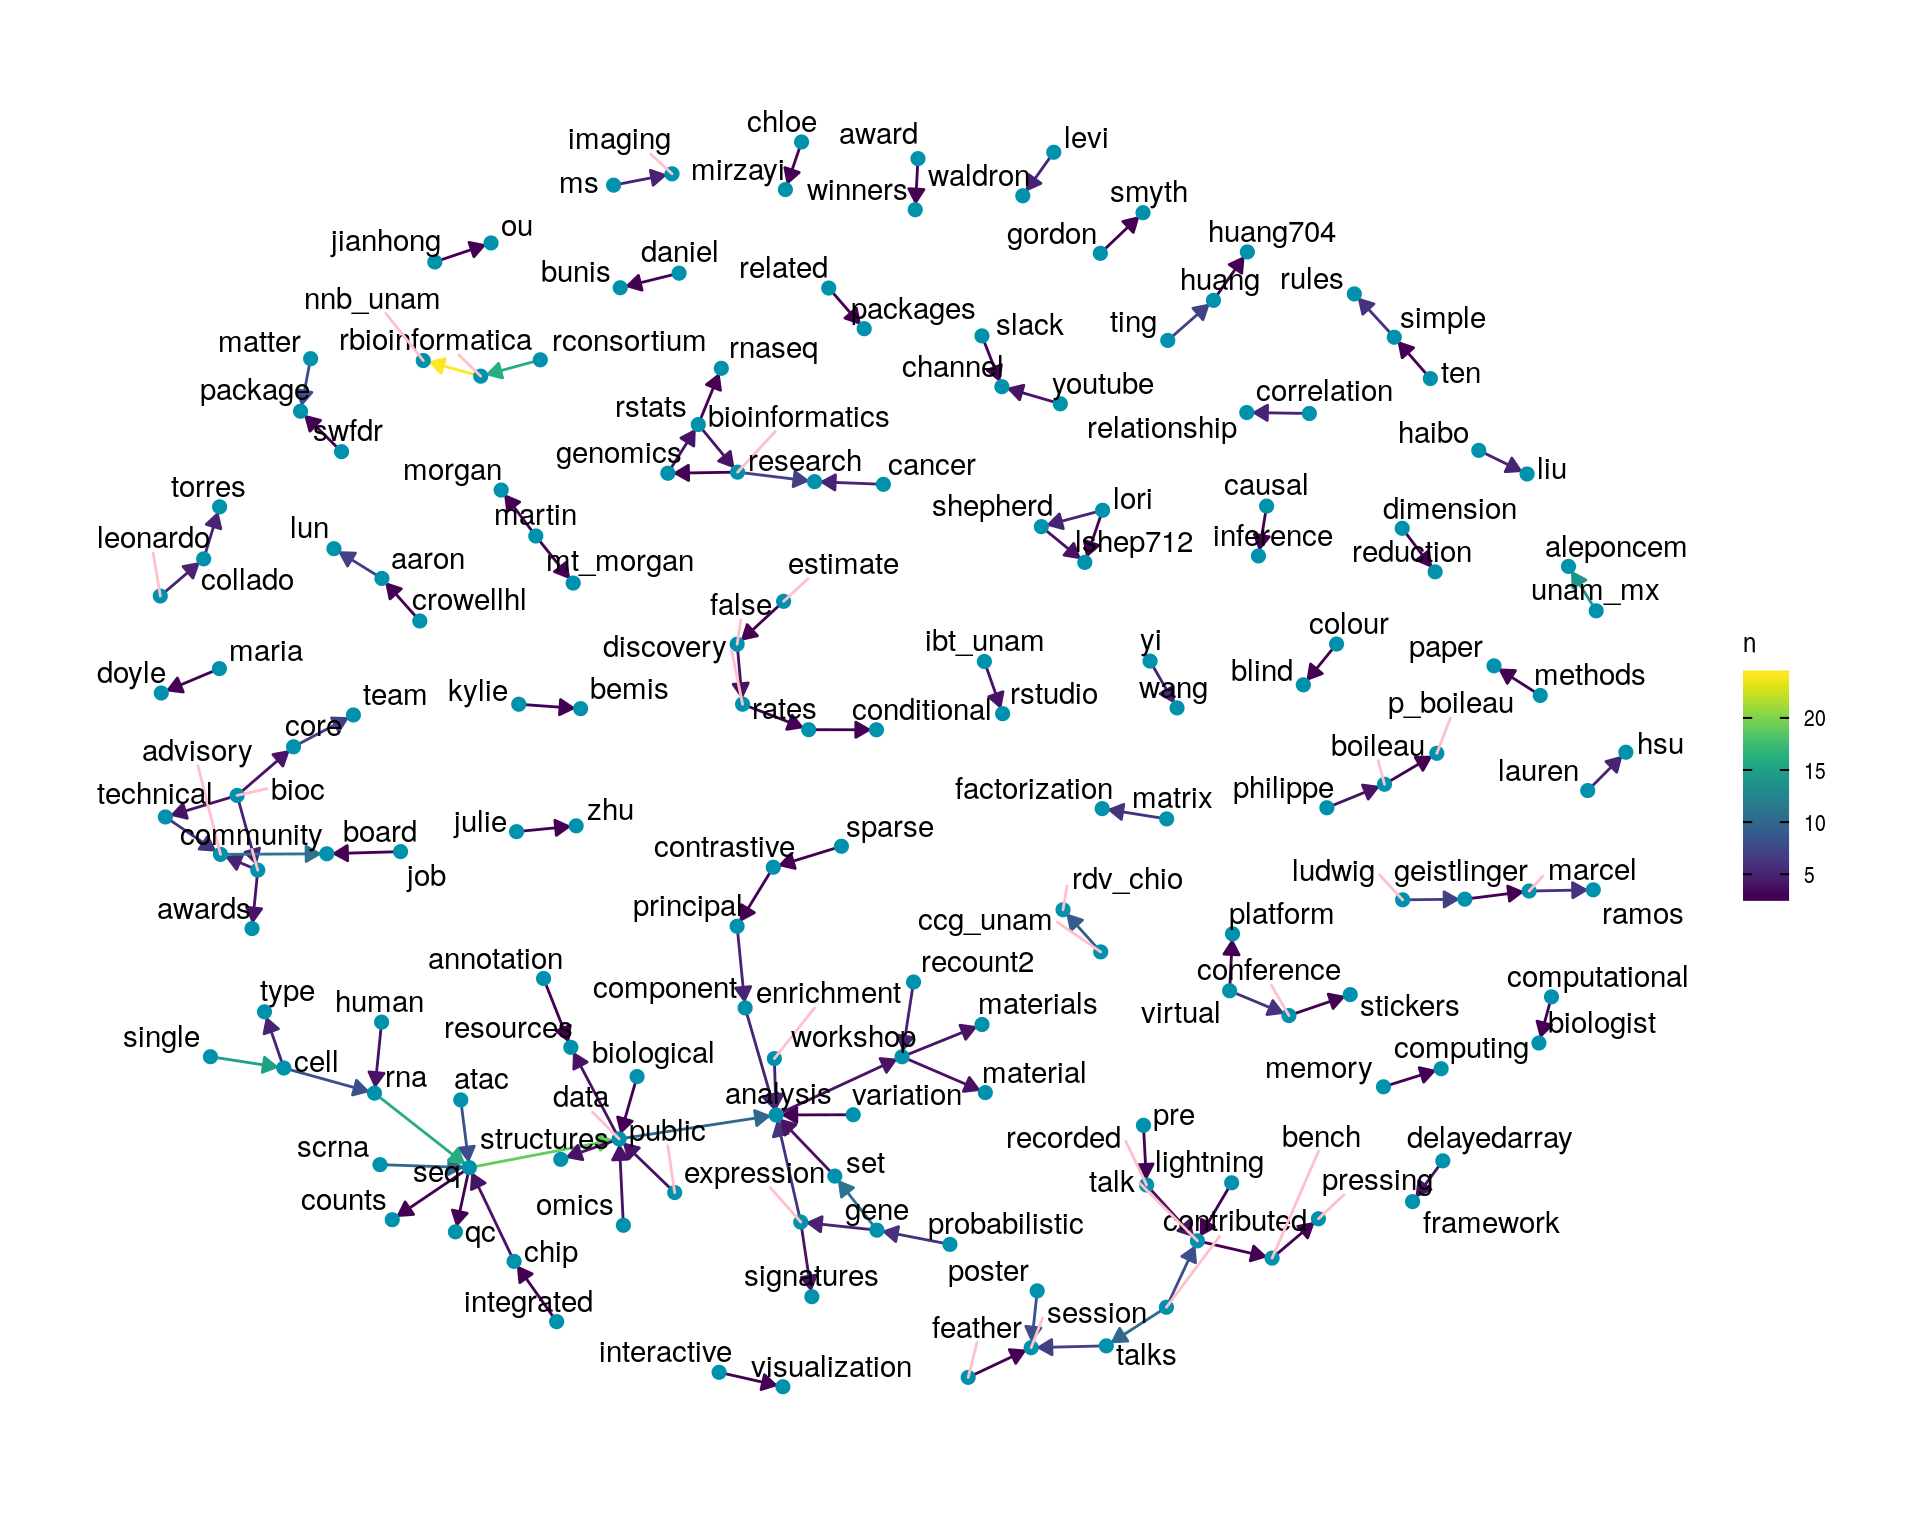 chloe
imaging
award
levi
ms
mirzayi
waldron
winners
smyth
jianhong
ou
gordon
huang704
daniel
bunis
related
huang
rules
nnb_unam
packages
ting
slack
simple
matter
rbioinformatica
rconsortium
rnaseq
channel
ten
package
youtube
correlation
rstats
bioinformatics
relationship
swfdr
haibo
genomics
research
cancer
morgan
liu
torres
causal
lori
shepherd
dimension
martin
lun
leonardo
lshep712
inference
reduction
aleponcem
aaron
mt_morgan
estimate
collado
unam_mx
crowellhl
false
colour
ibt_unam
yi
discovery
paper
maria
doyle
blind
methods
kylie
bemis
team
wang
rstudio
rates
conditional
p_boileau
core
n
advisory
boileau
hsu
lauren
bioc
technical
factorization
matrix
philippe
20
15
10
5
julie
zhu
community
board
sparse
contrastive
job
rdv_chio
ludwig
geistlinger
marcel
awards
principal
ccg_unam
platform
ramos
annotation
recount2
conference
computational
type
human
component
enrichment
materials
virtual
stickers
single
resources
workshop
biologist
cell
biological
computing
memory
rna
atac
data
analysis
variation
material
pre
scrna
structures
public
recorded
bench
delayedarray
seq
expression
set
talk
lightning
pressing
counts
omics
gene
probabilistic
contributed
framework
qc
chip
signatures
poster
integrated
session
feather
talks
interactive
visualization